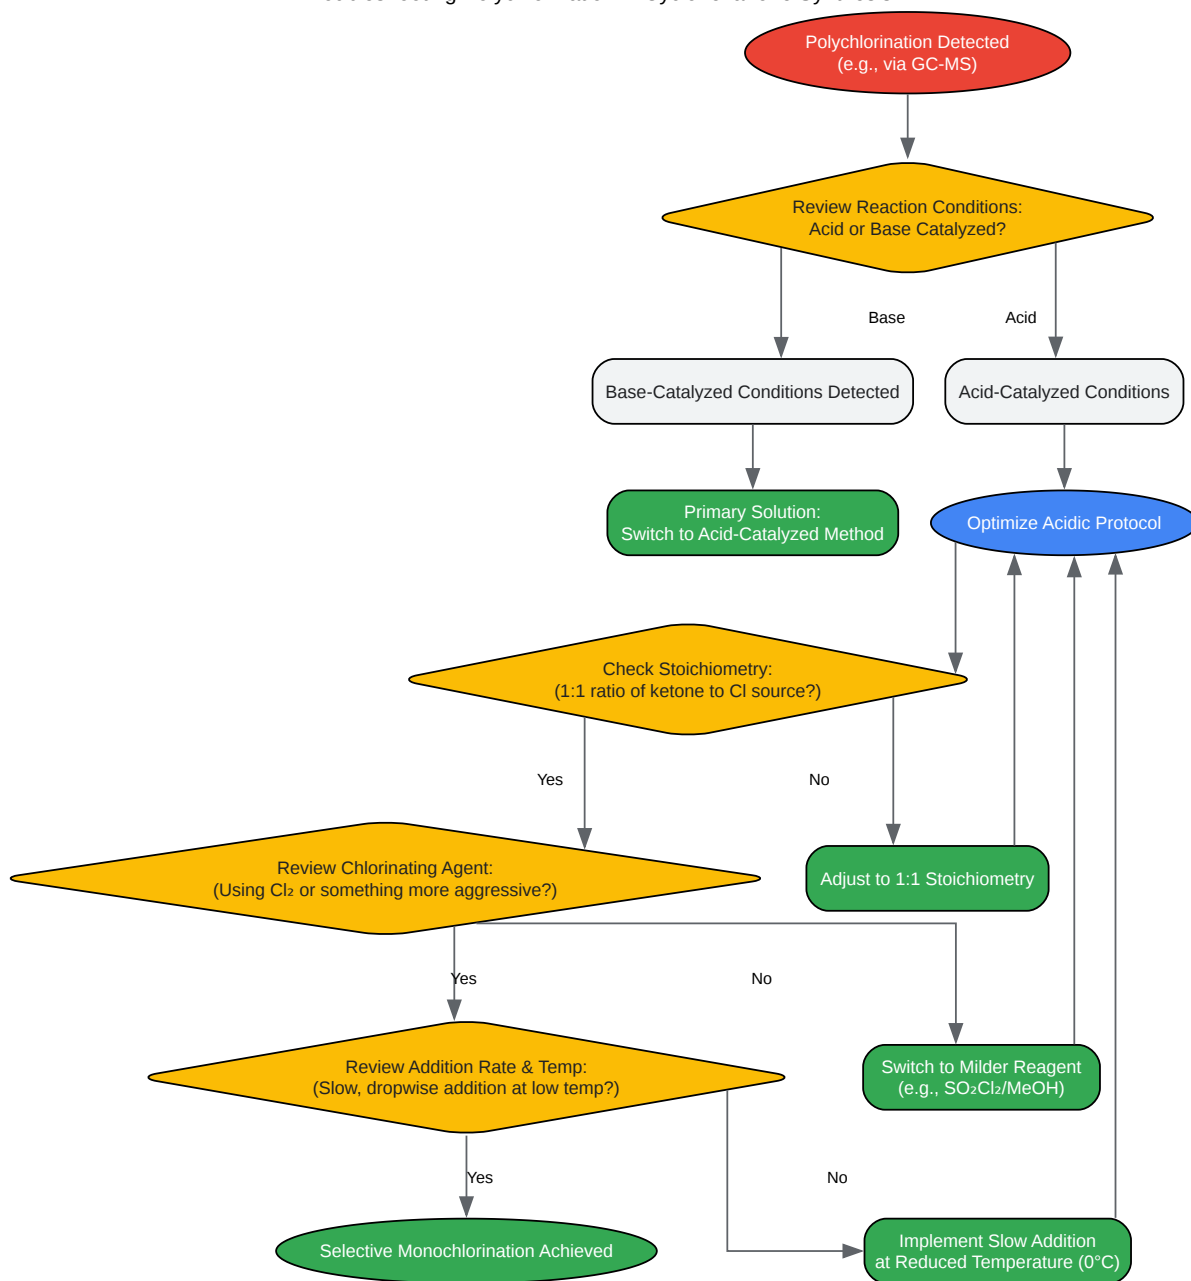 Polychlorination Detected
(e.g., via GC-MS)
Review Reaction Conditions:
Acid or Base Catalyzed?
Base
Acid
Base-Catalyzed Conditions Detected
Acid-Catalyzed Conditions
Primary Solution:
Switch to Acid-Catalyzed Method
Optimize Acidic Protocol
Check Stoichiometry:
(1:1 ratio of ketone to Cl source?)
Yes
No
Review Chlorinating Agent:
(Using Cl₂ or something more aggressive?)
Adjust to 1:1 Stoichiometry
Yes
No
Review Addition Rate & Temp:
(Slow, dropwise addition at low temp?)
Switch to Milder Reagent
(e.g., SO₂Cl₂/MeOH)
Yes
No
Selective Monochlorination Achieved
Implement Slow Addition
at Reduced Temperature (0°C)